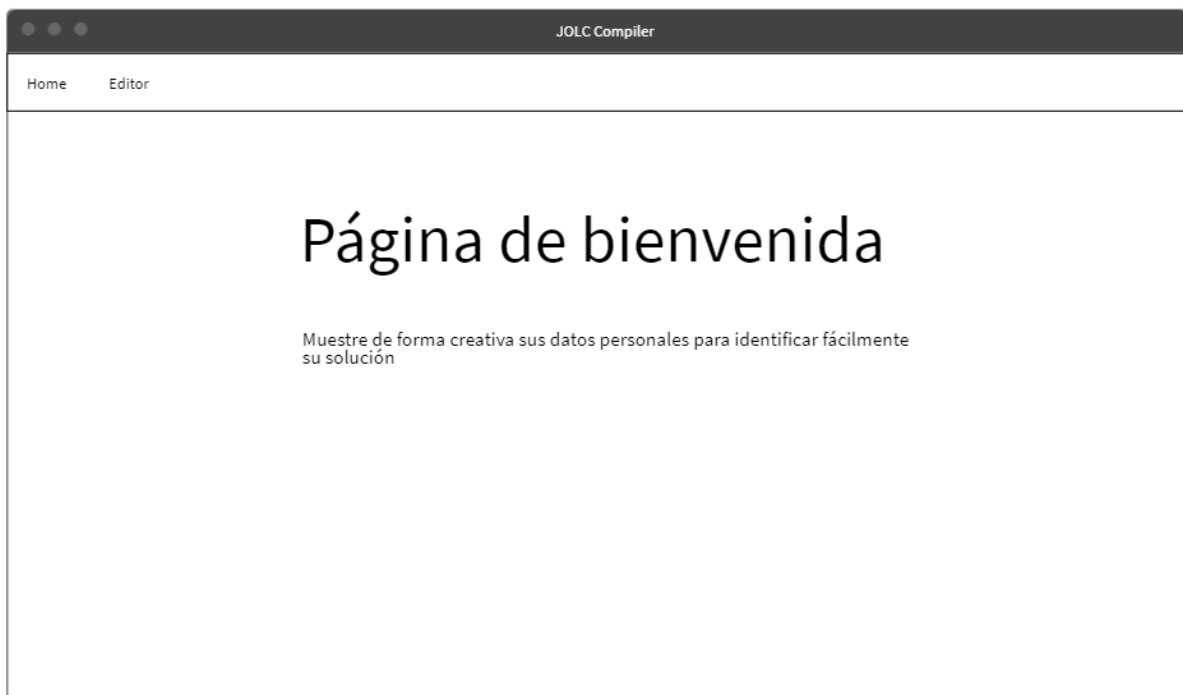 JOLC Compiler
Home Editor
Página de bienvenida
Muestre de forma creativa sus datos personales para identificar fácilmente
su solución